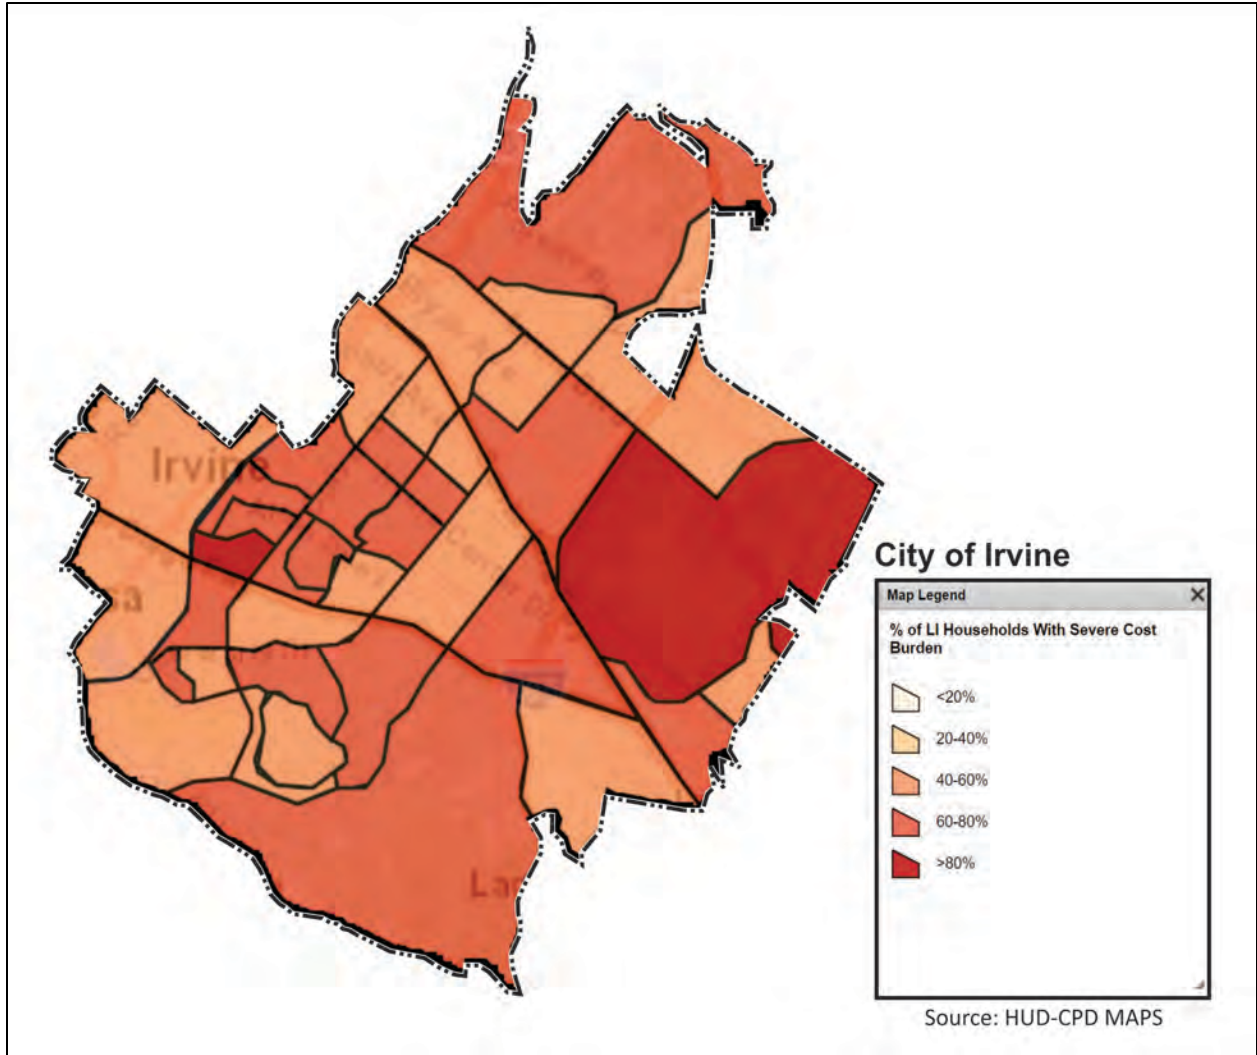 Irvine
City of Irvine
Map Legend
% of LI Households With Severe Cost
Burden
<20%
20-40%
40-60%
60-80%
>80%
Source: HUD-CPD MAPS